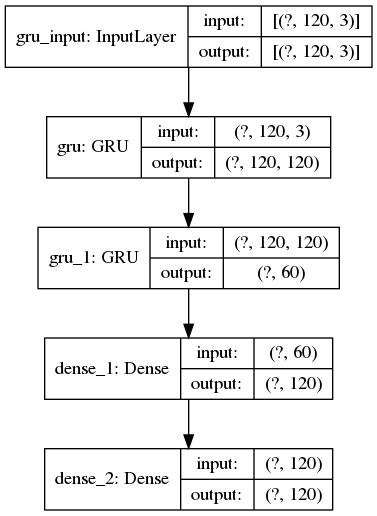 gru_input: InputLayer
input: [(?, 120, 3)]
output: [(?, 120, 3)]
gru: GRU
input: (?, 120, 3)
output: (?, 120, 120)
gru_1: GRU
input: (?, 120, 120)
output: (?, 60)
dense_1: Dense
input: (?, 60)
output: (?, 120)
dense_2: Dense
input: (?, 120)
output: (?, 120)